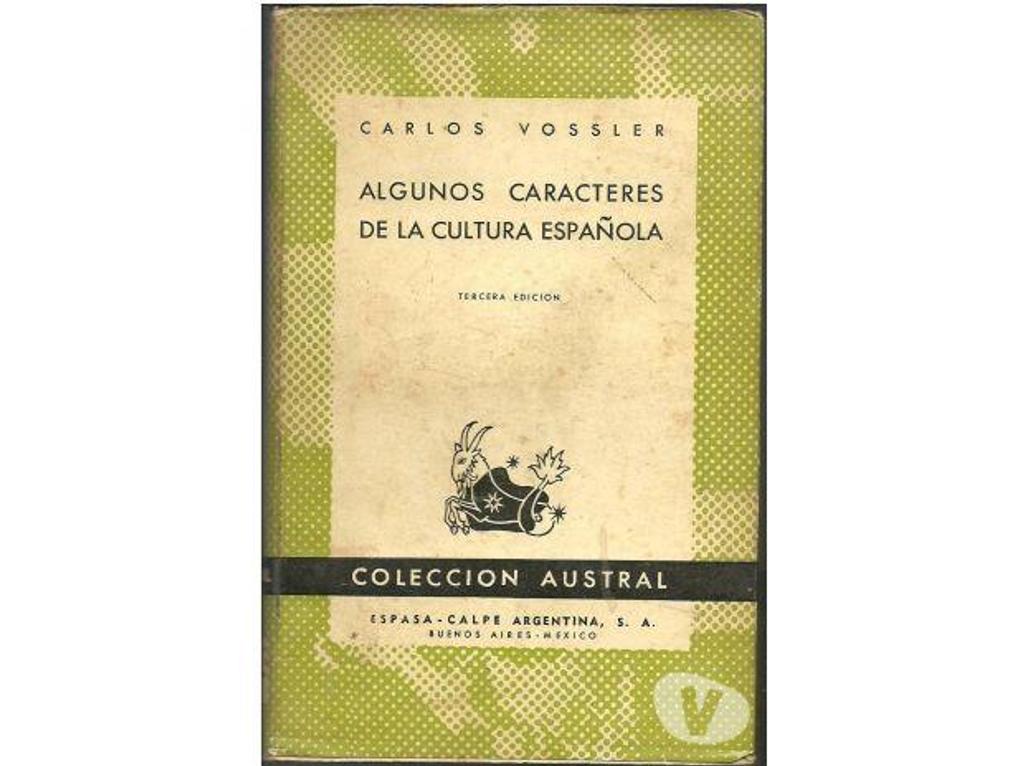 CARLOS VOSSLER
ALGUNOS CARACTERES
DE LA CULTURA ESPAÑOLA
TERCERA EDICION
COLECCION AUSTRAL
ESPASA-CALPE ARGENTINA, S. A.
BUENOS AIRES-MEXICO
V